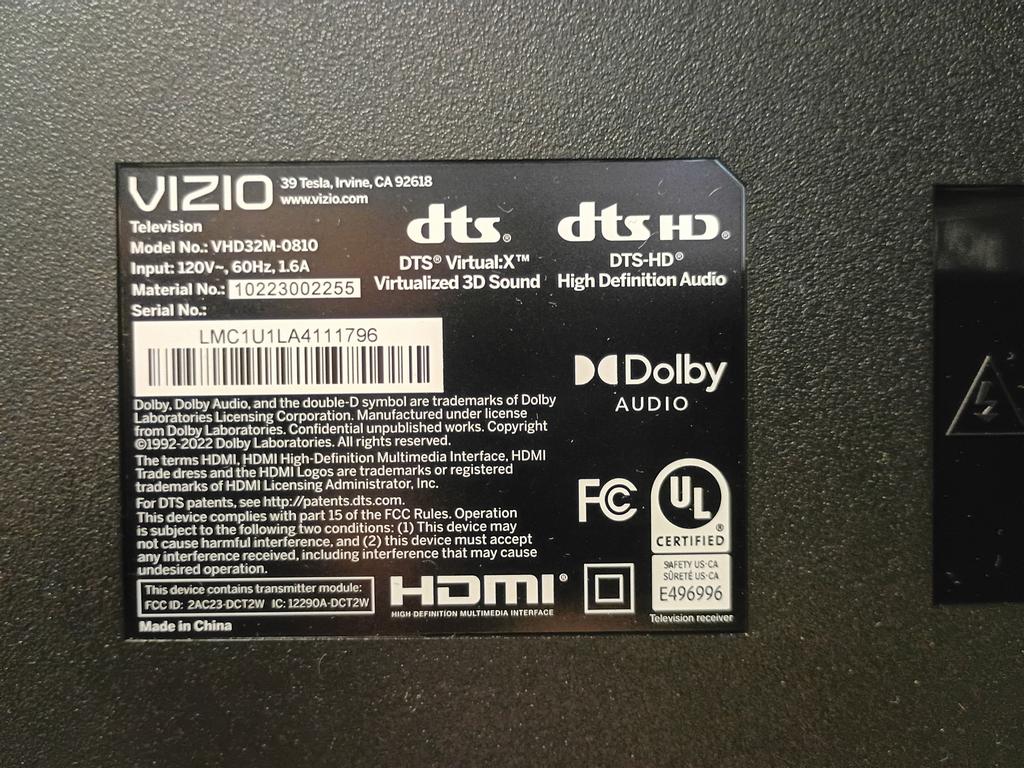 VIZIO
39 Tesla, Irvine, CA 92618
www.vizio.com
Television
Model No.: VHD32M-0810
Input: 120V~, 60Hz, 1.6A
Material No.: 10223002255
Serial No.:
LMC1U1LA4111796
dts®
DTS® Virtual:X™
Virtualized 3D Sound
dts HD®
DTS-HD®
High Definition Audio
Dolby
AUDIO
Dolby, Dolby Audio, and the double-D symbol are trademarks of Dolby
Laboratories Licensing Corporation. Manufactured under license
from Dolby Laboratories. Confidential unpublished works. Copyright
©1992-2022 Dolby Laboratories. All rights reserved.
The terms HDMI, HDMI High-Definition Multimedia Interface, HDMI
Trade dress and the HDMI Logos are trademarks or registered
trademarks of HDMI Licensing Administrator, Inc.
For DTS patents, see http://patents.dts.com.
This device complies with part 15 of the FCC Rules. Operation
is subject to the following two conditions: (1) This device may
not cause harmful interference, and (2) this device must accept
any interference received, including interference that may cause
undesired operation.
This device contains transmitter module:
FCC ID: 2AC23-DCT2W IC: 12290A-DCT2W
Made in China
HDMI®
HIGH-DEFINITION MULTIMEDIA INTERFACE
FC
UL®
CERTIFIED
SAFETY US-CA
SÛRETÉ US-CA
E496996
Television receiver